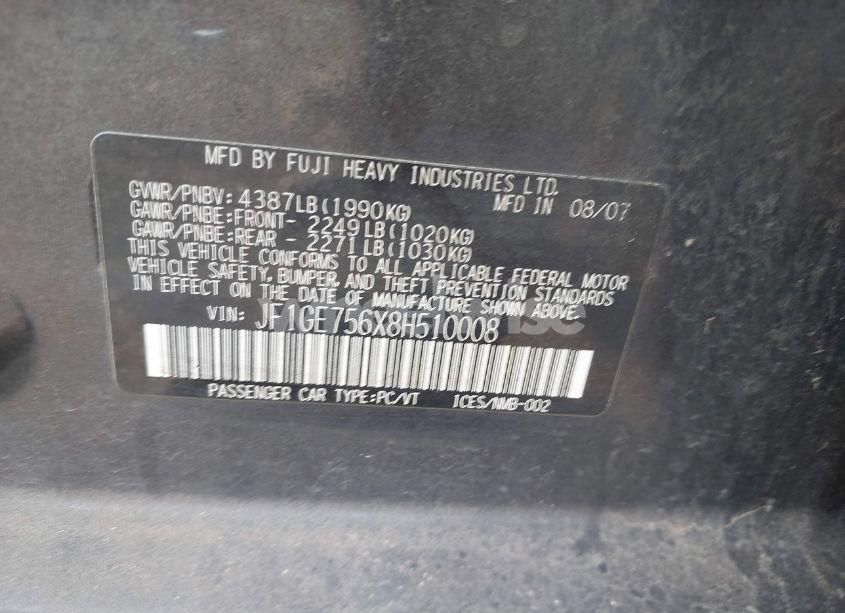 MFD BY FUJI HEAVY INDUSTRIES LTD.
GVWR/PNBV: 4387LB(1990KG) MFD IN 08/07
GAWR/PNBE:FRONT- 2249LB(1020KG)
GAWR/PNBE:REAR - 2271LB(1030KG)
THIS VEHICLE CONFORMS TO ALL APPLICABLE FEDERAL MOTOR
VEHICLE SAFETY, BUMPER, AND THEFT PREVENTION STANDARDS
IN EFFECT ON THE DATE OF MANUFACTURE SHOWN ABOVE.
VIN: JF1GE756X8H510008
PASSENGER CAR TYPE:PC/VT 1CES/NMB-002